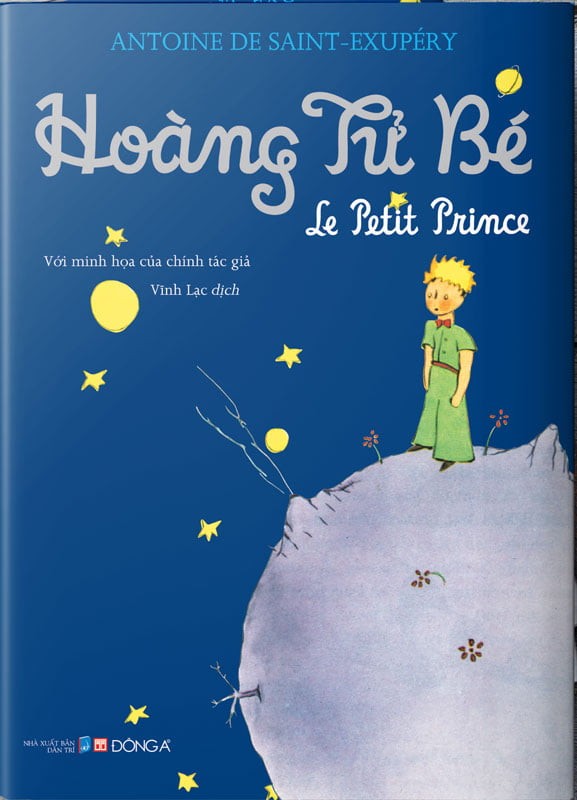 ANTOINE DE SAINT-EXUPÉRY
Hoàng Tử Bé
Le Petit Prince
Với minh họa của chính tác giả
Vĩnh Lạc dịch
NHÀ XUẤT BẢN
DÂN TRÍ
ĐÔNG A